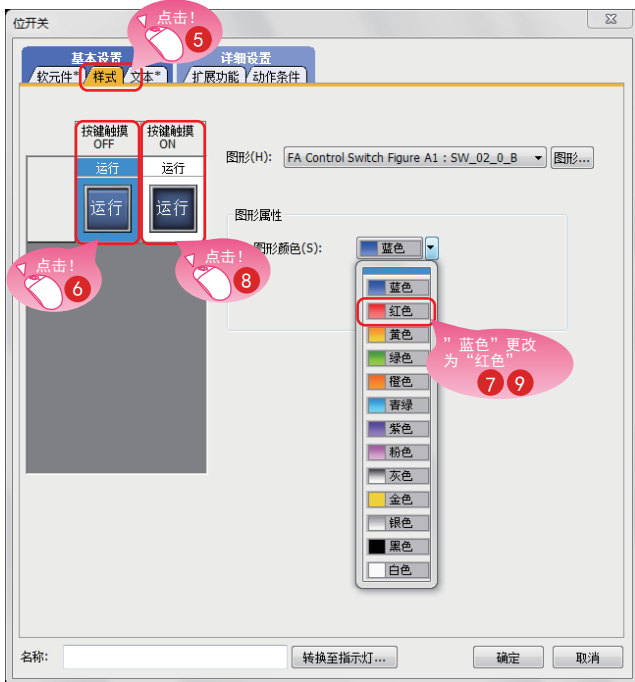 位开关
点击!
5
基本设置
详细设置
软元件*
样式
文本*
扩展功能
动作条件
按键触摸
OFF
按键触摸
ON
运行
运行
运行
运行
图形(H):
FA Control Switch Figure A1 : SW_02_0_B
图形...
图形属性
图形颜色(S):
蓝色
点击!
6
点击!
8
蓝色
红色
黄色
绿色
橙色
青绿
紫色
粉色
灰色
金色
银色
黑色
白色
”蓝色”更改
为“红色”
7 9
名称:
转换至指示灯...
确定
取消